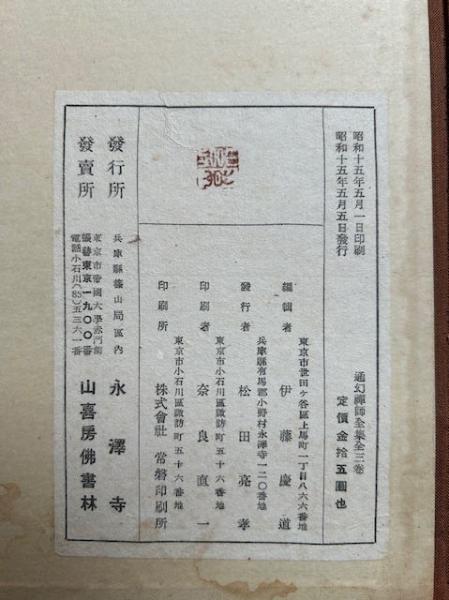 昭和十五年五月一日印刷
昭和十五年五月五日發行
通幻禪師全集全三卷
定價金拾五圓也
東京市世田ヶ谷區上馬町一丁目八六六番地
編輯者 伊藤慶道
兵庫縣有馬郡小野村永澤寺一二〇番地
發行者 松田亮孝
東京市小石川區諏訪町五十六番地
印刷者 奈良直一
東京市小石川區諏訪町五十六番地
印刷所 株式會社 常磐印刷所
發行所 兵庫縣篠山局區內 永澤寺
發賣所 東京市帝國大學赤門前 振替東京一九〇〇番 電話小石川(85)五三六一番 山喜房佛書林